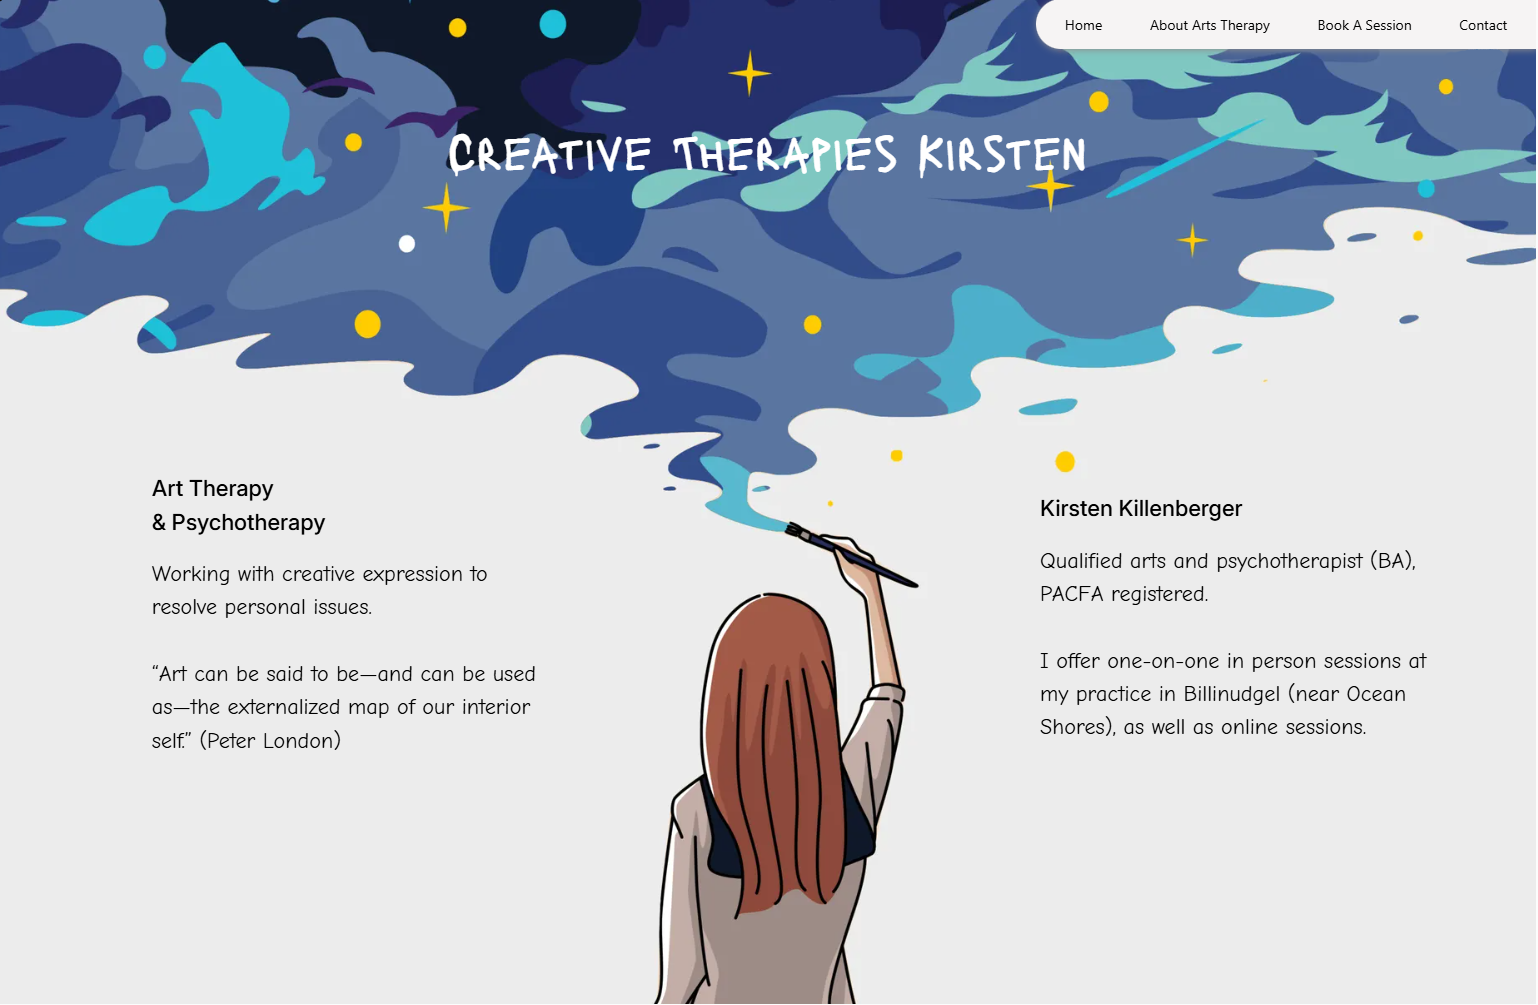 Home
About Arts Therapy
Book A Session
Contact
CREATIVE THERAPIES KIRSTEN
Art Therapy
& Psychotherapy
Working with creative expression to
resolve personal issues.
“Art can be said to be—and can be used
as—the externalized map of our interior
self.” (Peter London)
Kirsten Killenberger
Qualified arts and psychotherapist (BA),
PACFA registered.
I offer one-on-one in person sessions at
my practice in Billinudgel (near Ocean
Shores), as well as online sessions.